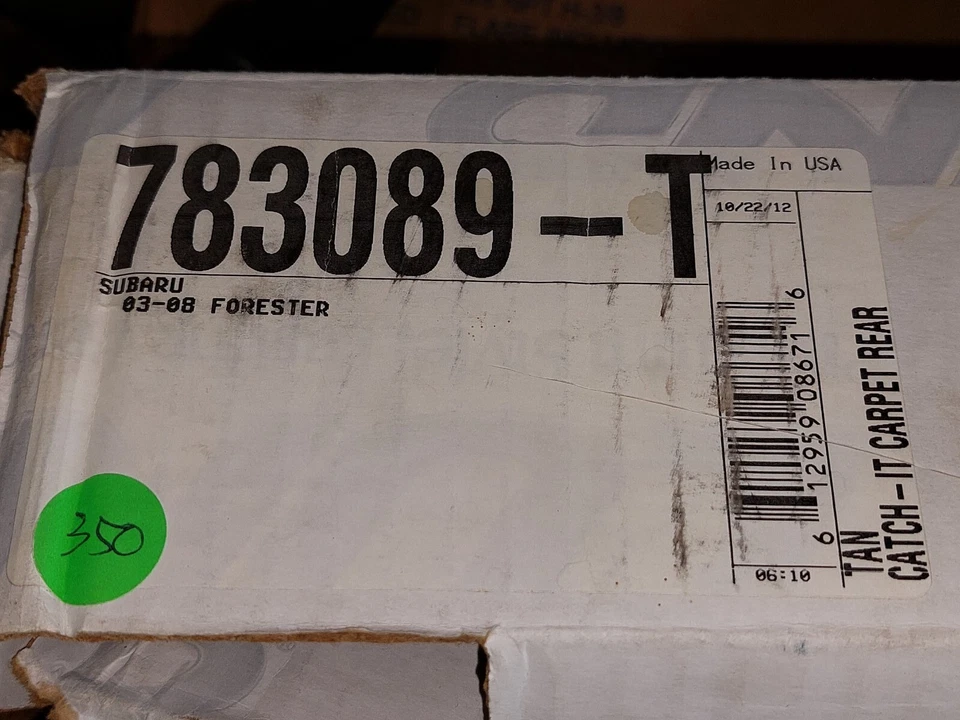 783089-T
Made In USA
10/22/12
SUBARU
03-08 FORESTER
6 12959 08671 6
06:10
TAN
CATCH-IT CARPET REAR
350